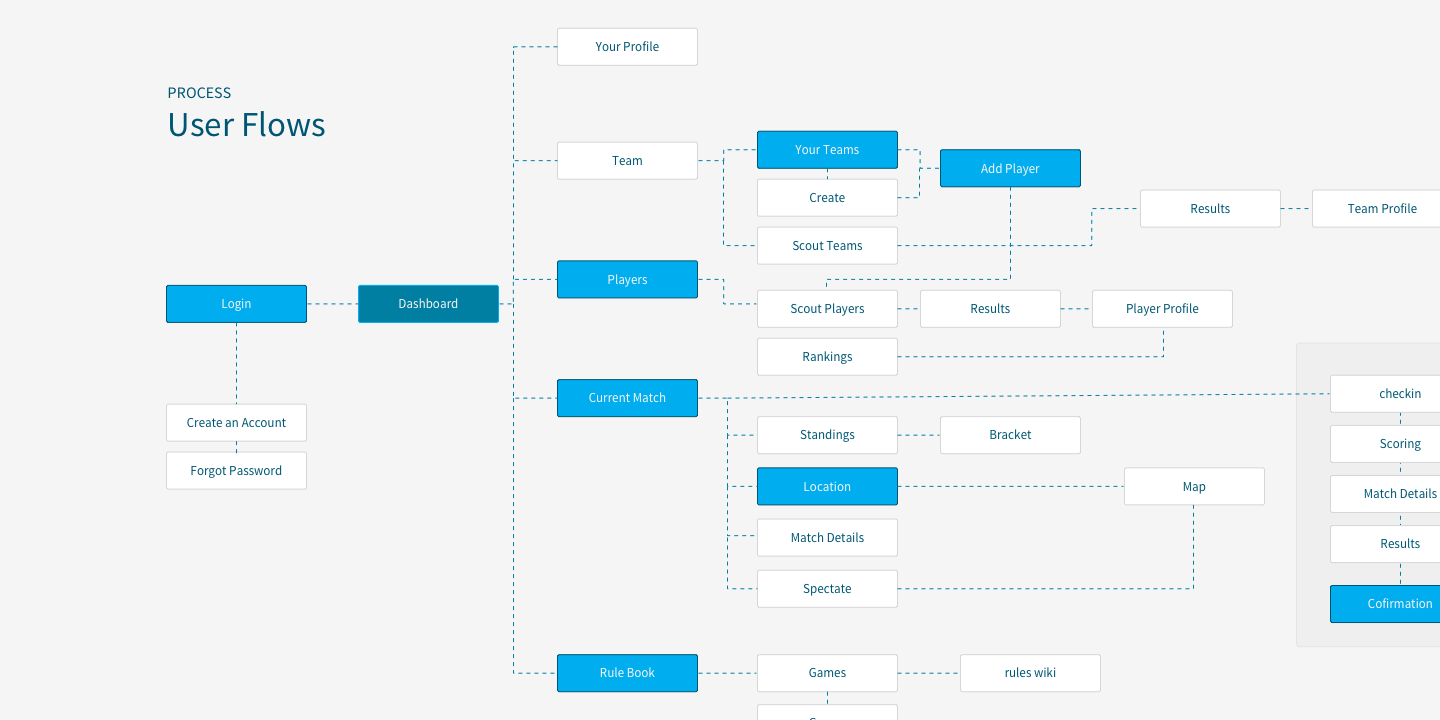 PROCESS
User Flows
Your Profile
Team
Your Teams
Create
Scout Teams
Add Player
Results
Team Profile
Login
Dashboard
Create an Account
Forgot Password
Players
Scout Players
Results
Player Profile
Rankings
Current Match
Standings
Bracket
Location
Map
Match Details
Spectate
checkin
Scoring
Match Details
Results
Cofirmation
Rule Book
Games
rules wiki